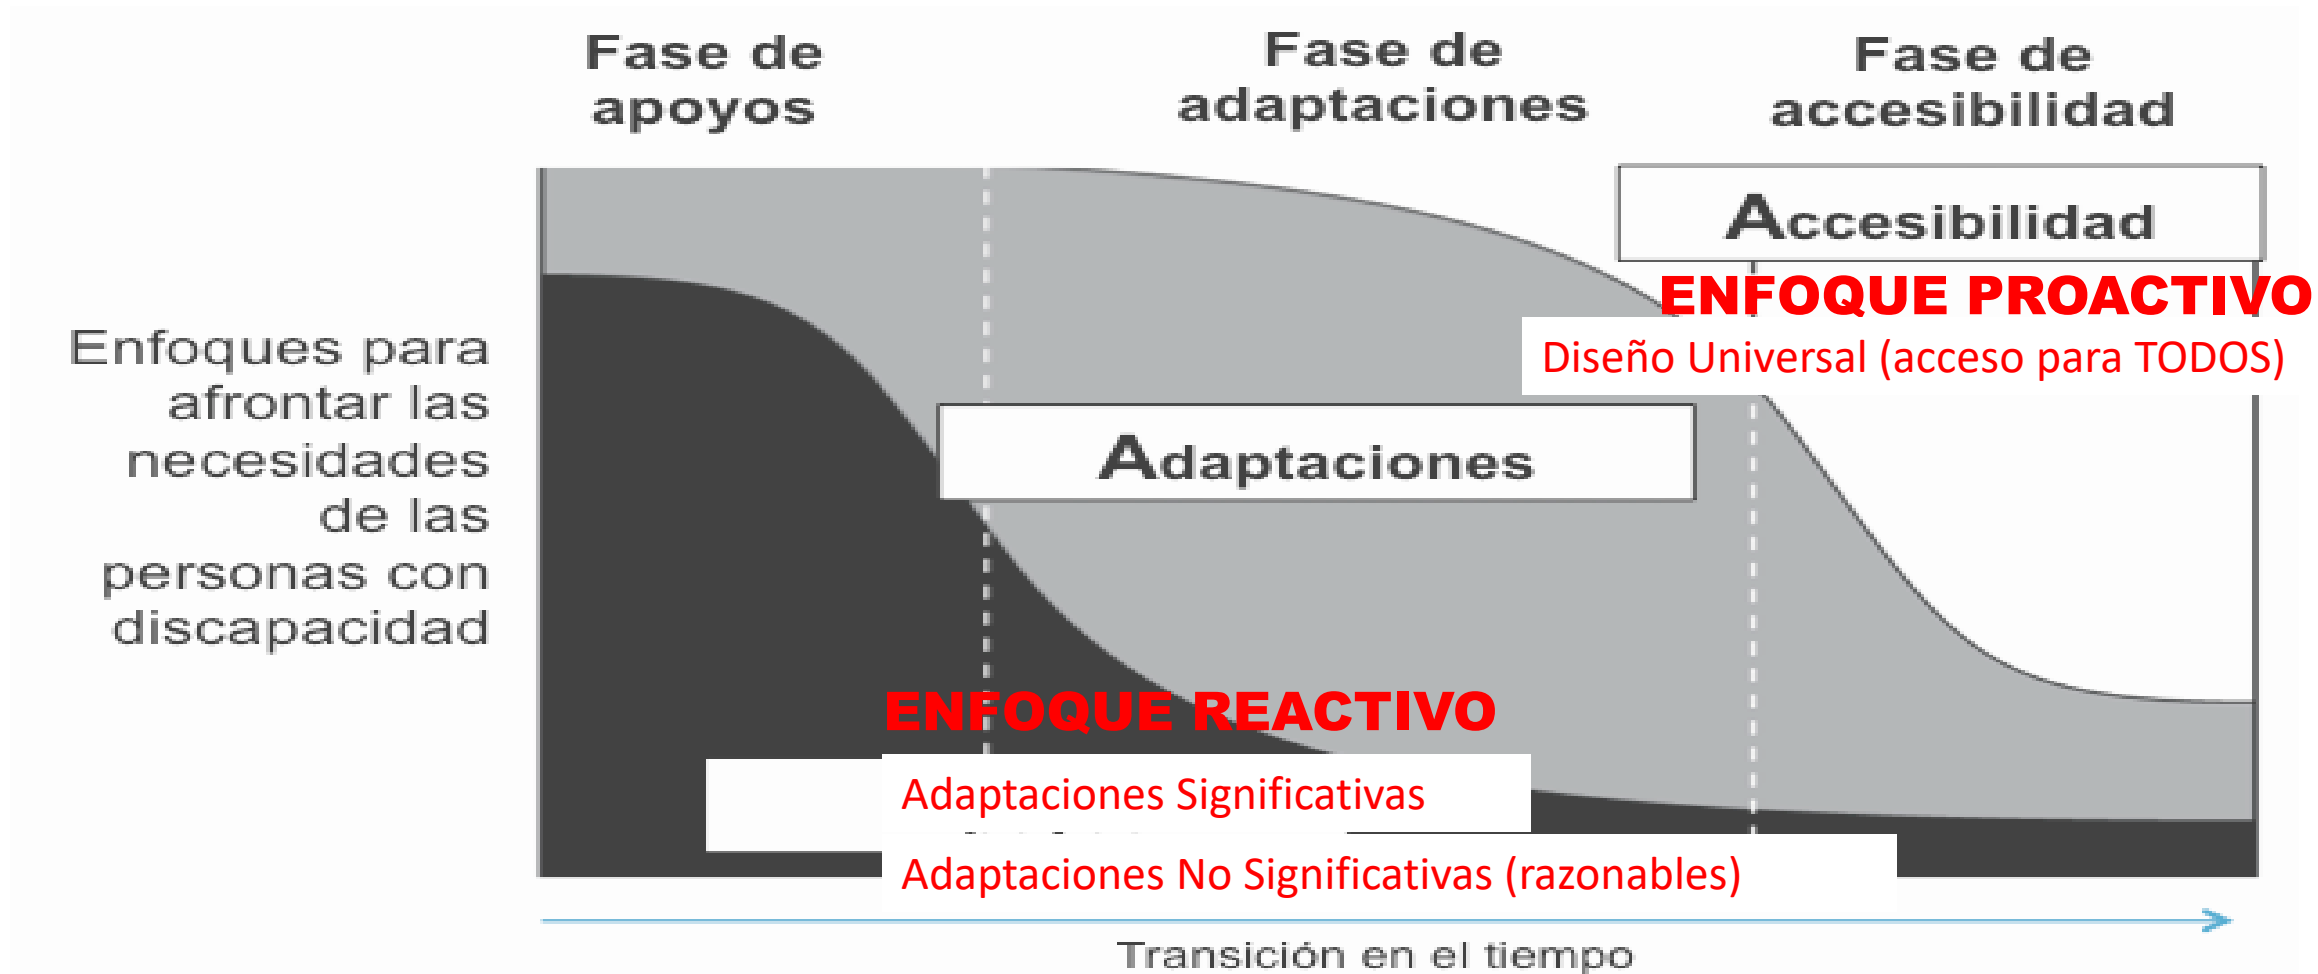 Fase de
apoyos
Fase de
adaptaciones
Fase de
accesibilidad
Accesibilidad
ENFOQUE PROACTIVO
Diseño Universal (acceso para TODOS)
Enfoques para
afrontar las
necesidades
de las
personas con
discapacidad
Adaptaciones
ENFOQUE REACTIVO
Adaptaciones Significativas
Adaptaciones No Significativas (razonables)
Transición en el tiempo